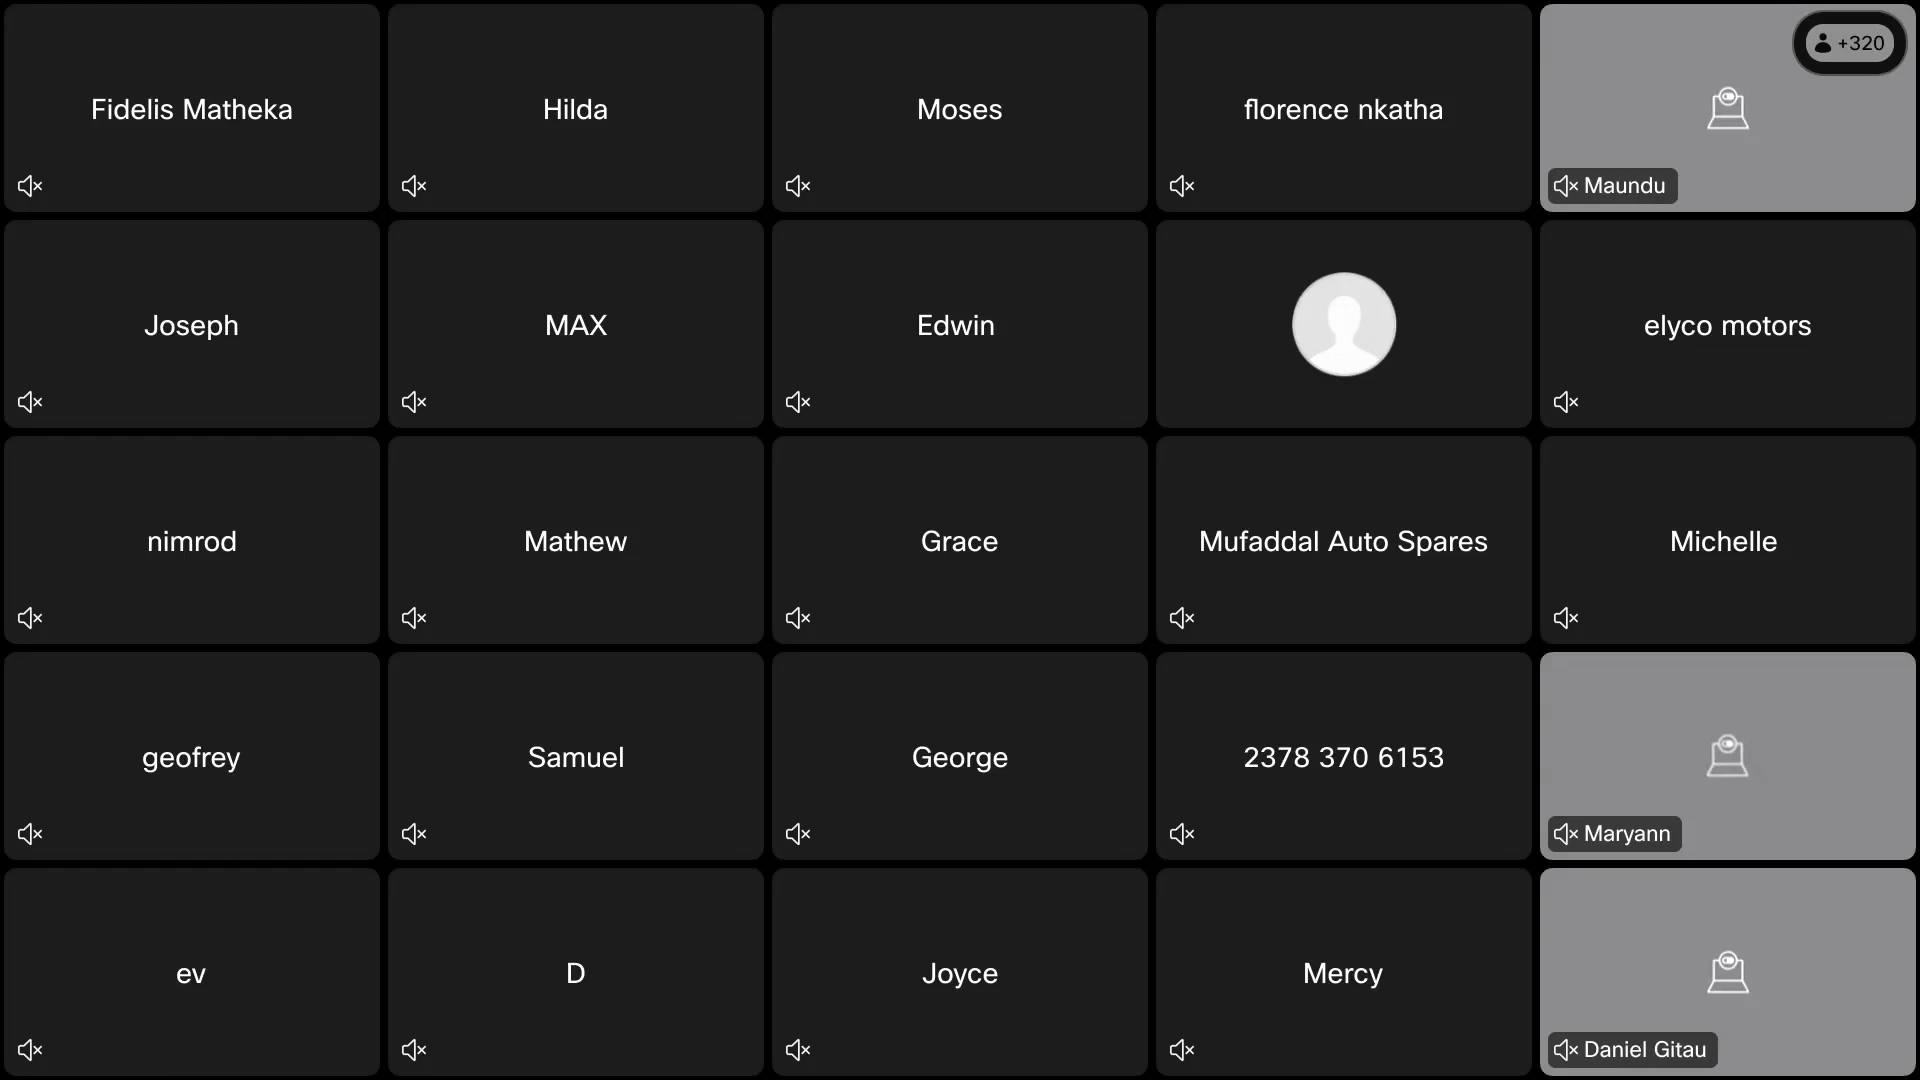 Fidelis Matheka
Hilda
Moses
florence nkatha
+320
Maundu
Joseph
MAX
Edwin
elyco motors
nimrod
Mathew
Grace
Mufaddal Auto Spares
Michelle
geofrey
Samuel
George
2378 370 6153
Maryann
ev
D
Joyce
Mercy
Daniel Gitau